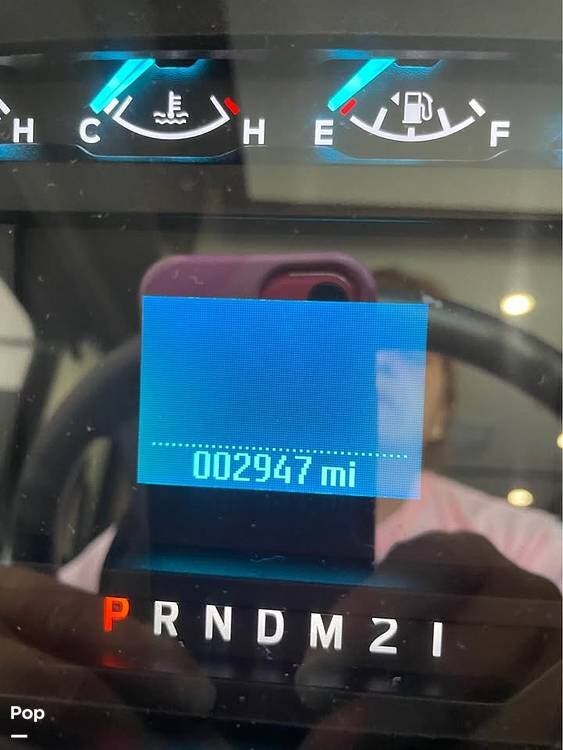 H C H E F
002947 mi
P R N D M 2 1
Pop